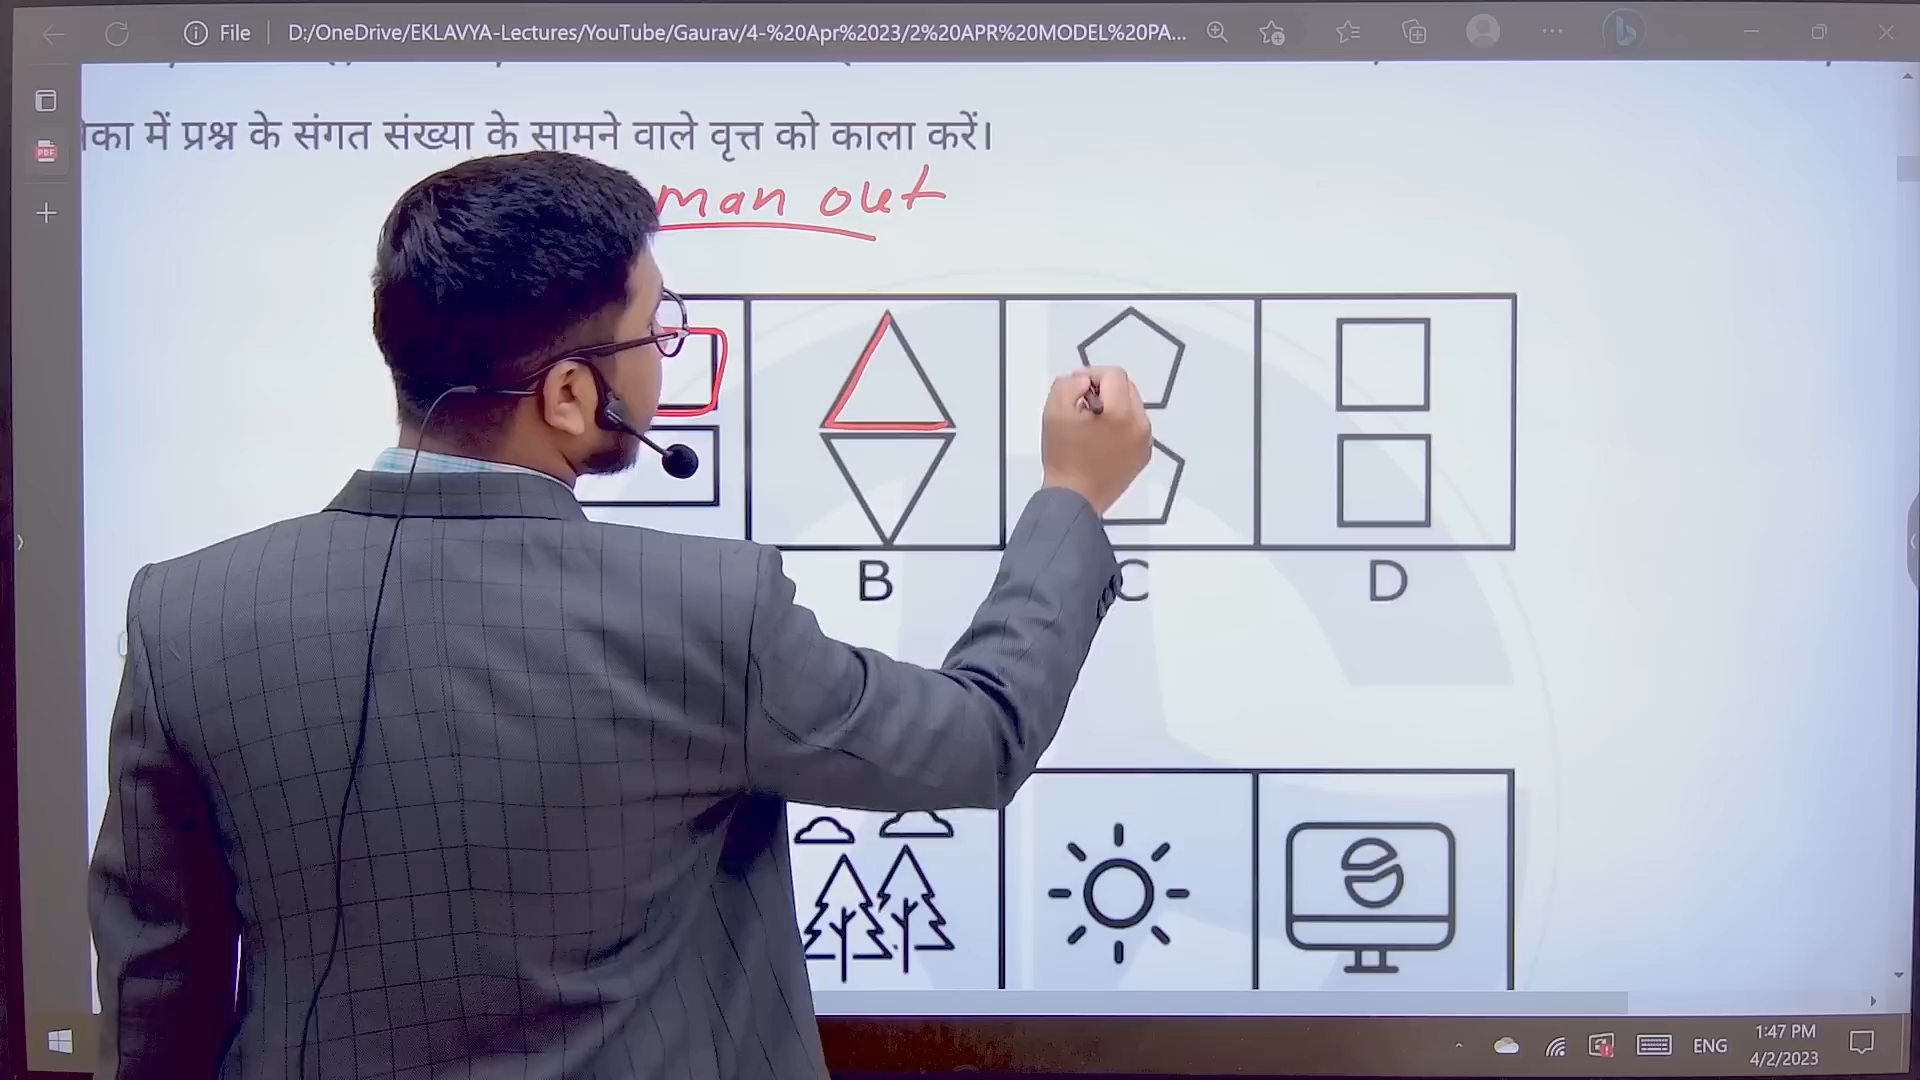 File
D:/OneDrive/EKLAVYA-Lectures/YouTube/Gaurav/4-%20Apr%2023/2%20APR%20MODEL%20PA...
में प्रश्न के संगत संख्या के सामने वाले वृत्त को काला करें।
man out
B
C
D
PDF
ENG
1:47 PM
4/2/2023